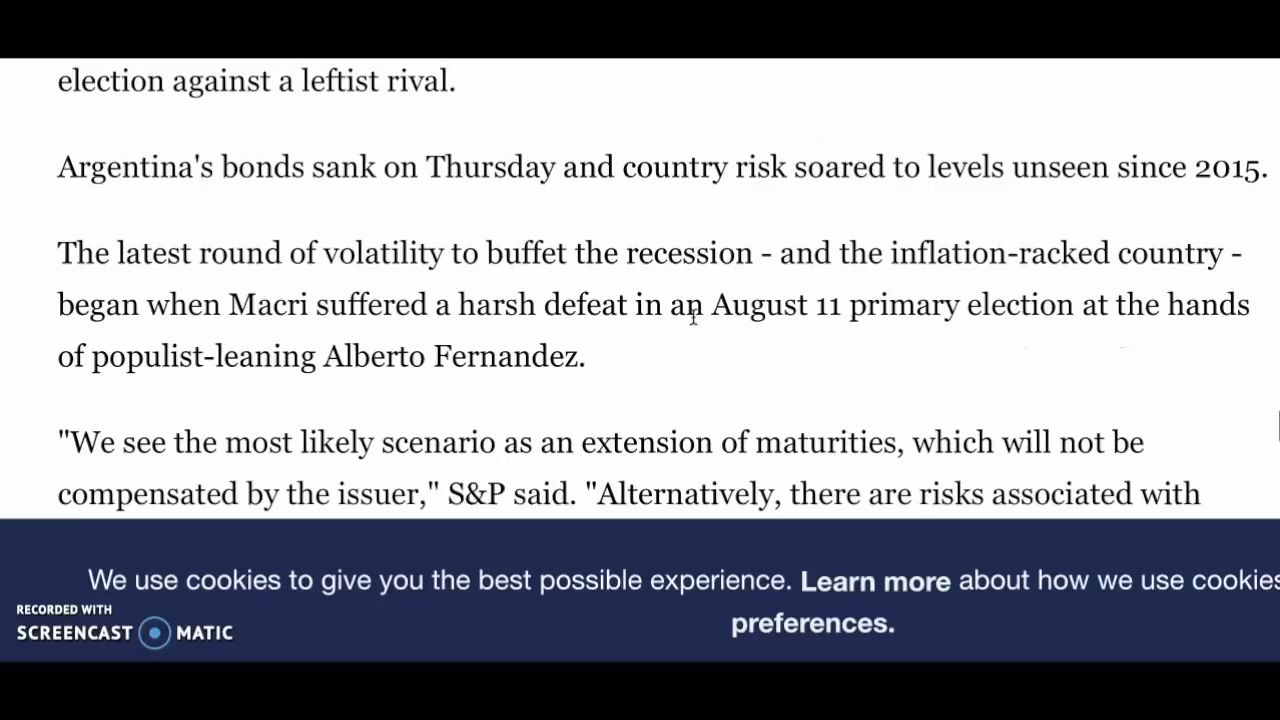 election against a leftist rival.
Argentina's bonds sank on Thursday and country risk soared to levels unseen since 2015.
The latest round of volatility to buffet the recession - and the inflation-racked country -
began when Macri suffered a harsh defeat in an August 11 primary election at the hands
of populist-leaning Alberto Fernandez.
"We see the most likely scenario as an extension of maturities, which will not be
compensated by the issuer," S&P said. "Alternatively, there are risks associated with
We use cookies to give you the best possible experience. Learn more about how we use cookies
preferences.
RECORDED WITH
SCREENCAST MATIC